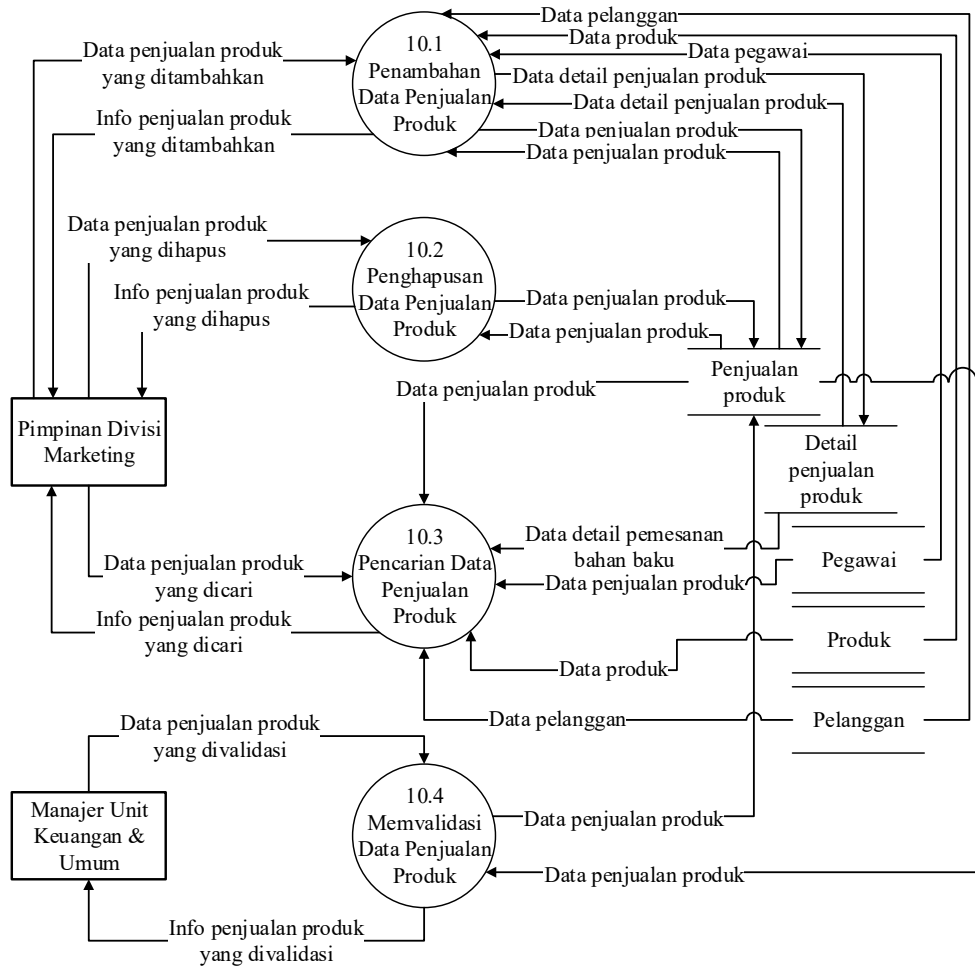 Data pelanggan
Data produk
Data pegawai
Data penjualan produk
yang ditambahkan
10.1
Penambahan
Data Penjualan
Produk
Data detail penjualan produk
Data detail penjualan produk
Info penjualan produk
yang ditambahkan
Data penjualan produk
Data penjualan produk
Data penjualan produk
yang dihapus
10.2
Penghapusan
Data Penjualan
Produk
Info penjualan produk
yang dihapus
Data penjualan produk
Data penjualan produk
Data penjualan produk
Penjualan
produk
Pimpinan Divisi
Marketing
Detail
penjualan
produk
10.3
Pencarian Data
Penjualan
Produk
Data detail pemesanan
bahan baku
Pegawai
Data penjualan produk
yang dicari
Data penjualan produk
Info penjualan produk
yang dicari
Produk
Data produk
Data pelanggan
Pelanggan
Data penjualan produk
yang divalidasi
10.4
Memvalidasi
Data Penjualan
Produk
Manajer Unit
Keuangan &
Umum
Data penjualan produk
Data penjualan produk
Info penjualan produk
yang divalidasi